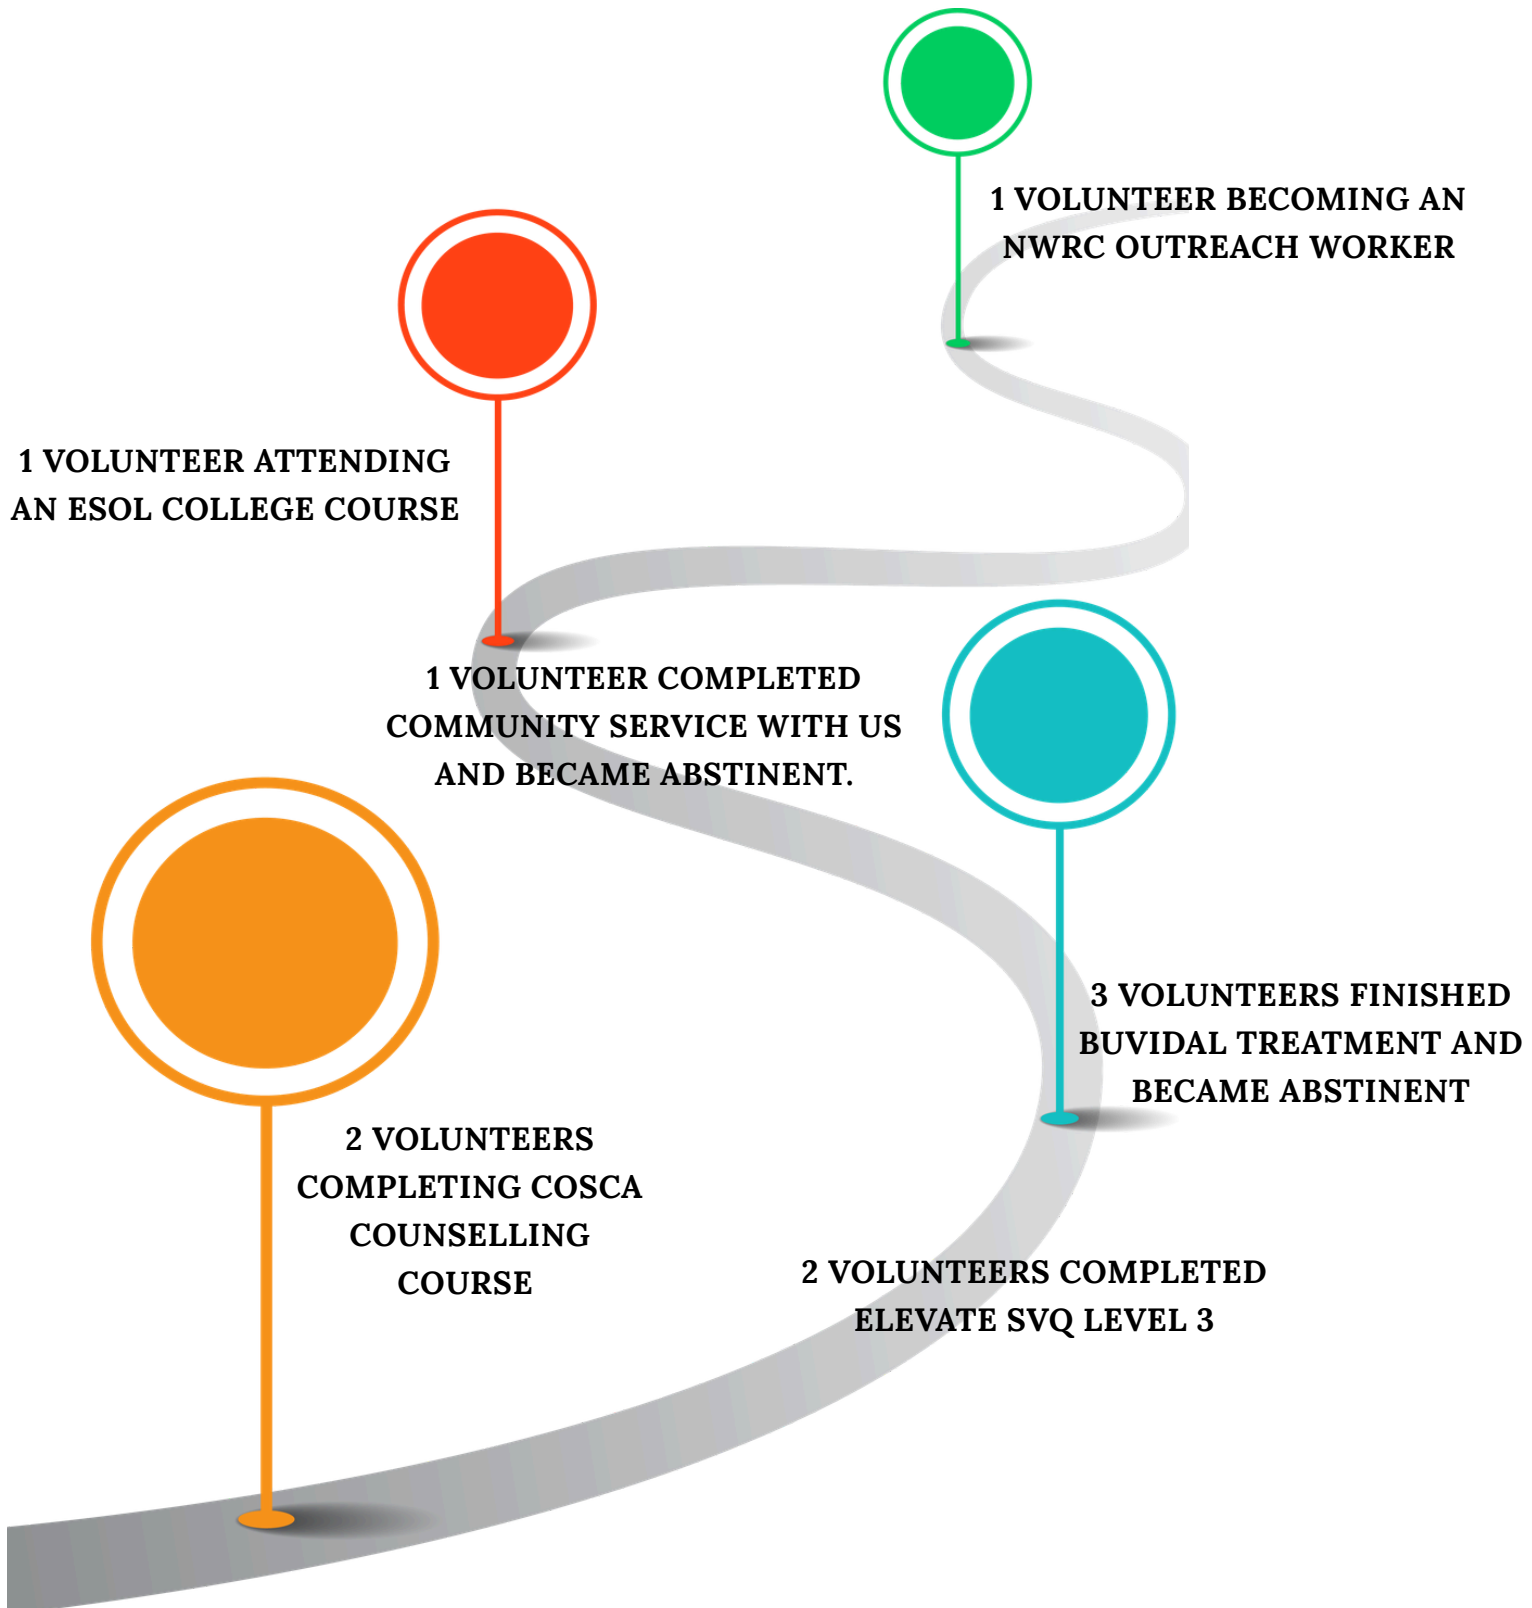 1 VOLUNTEER BECOMING AN
NWRC OUTREACH WORKER
1 VOLUNTEER ATTENDING
AN ESOL COLLEGE COURSE
1 VOLUNTEER COMPLETED
COMMUNITY SERVICE WITH US
AND BECAME ABSTINENT.
3 VOLUNTEERS FINISHED
BUVIDAL TREATMENT AND
BECAME ABSTINENT
2 VOLUNTEERS
COMPLETING COSCA
COUNSELLING
COURSE
2 VOLUNTEERS COMPLETED
ELEVATE SVQ LEVEL 3